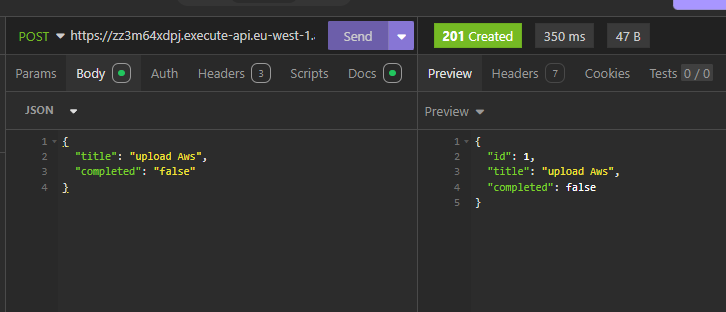 POST https://zz3m64xdpj.execute-api.eu-west-1. Send 201 Created 350 ms 47 B
Params Body Auth Headers 3 Scripts Docs Preview Headers 7 Cookies Tests 0 / 0
JSON Preview
1 { 1 {
2 "title": "upload Aws", 2 "id": 1,
3 "completed": "false" 3 "title": "upload Aws",
4 } 4 "completed": false
5 }